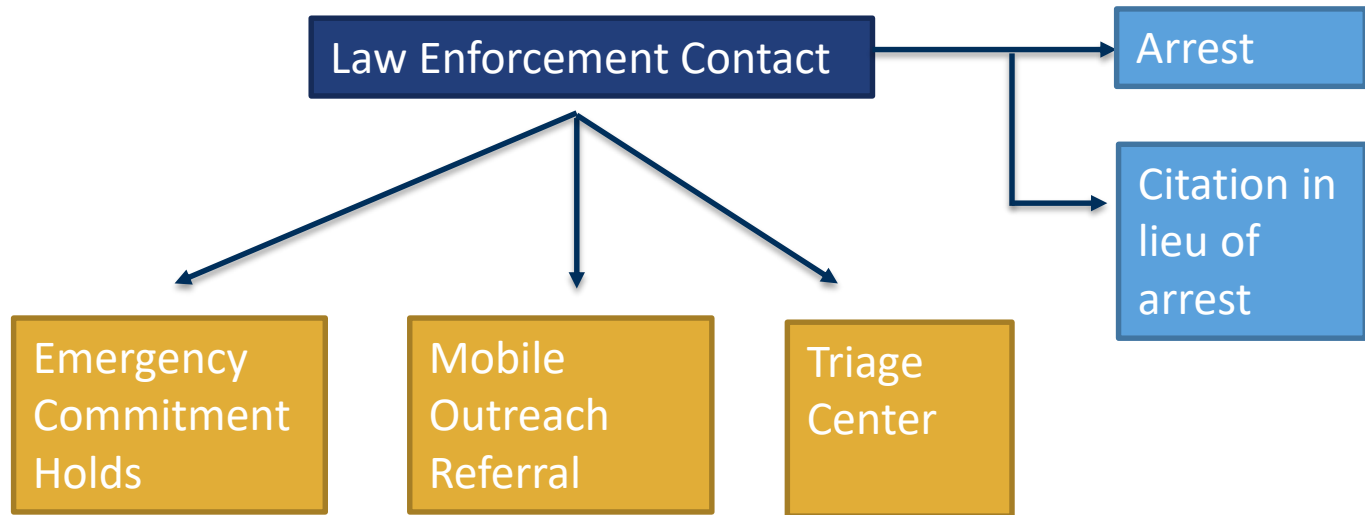 Law Enforcement Contact
Arrest
Citation in
lieu of
arrest
Emergency
Commitment
Holds
Mobile
Outreach
Referral
Triage
Center